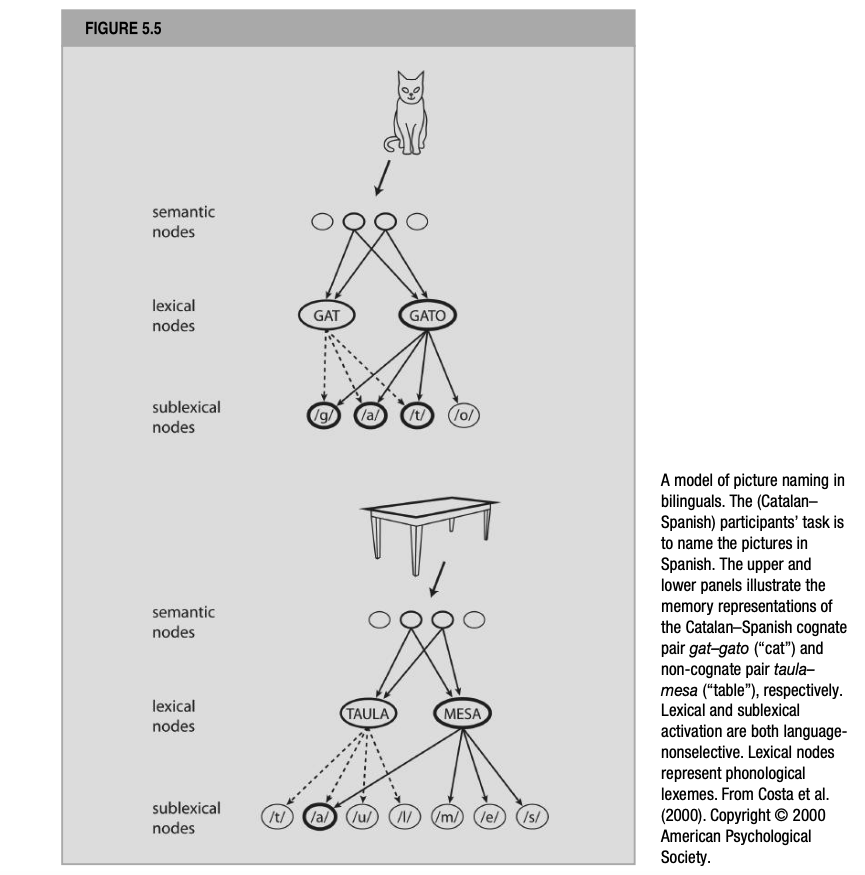 FIGURE 5.5
semantic
nodes
lexical
nodes
GAT
GATO
sublexical
nodes
/g/
/a/
/t/
/o/
semantic
nodes
lexical
nodes
TAULA
MESA
sublexical
nodes
/t/
/a/
/u/
/l/
/m/
/e/
/s/
A model of picture naming in
bilinguals. The (Catalan–
Spanish) participants’ task is
to name the pictures in
Spanish. The upper and
lower panels illustrate the
memory representations of
the Catalan–Spanish cognate
pair gat–gato (“cat”) and
non-cognate pair taula–
mesa (“table”), respectively.
Lexical and sublexical
activation are both language-
nonselective. Lexical nodes
represent phonological
lexemes. From Costa et al.
(2000). Copyright © 2000
American Psychological
Society.